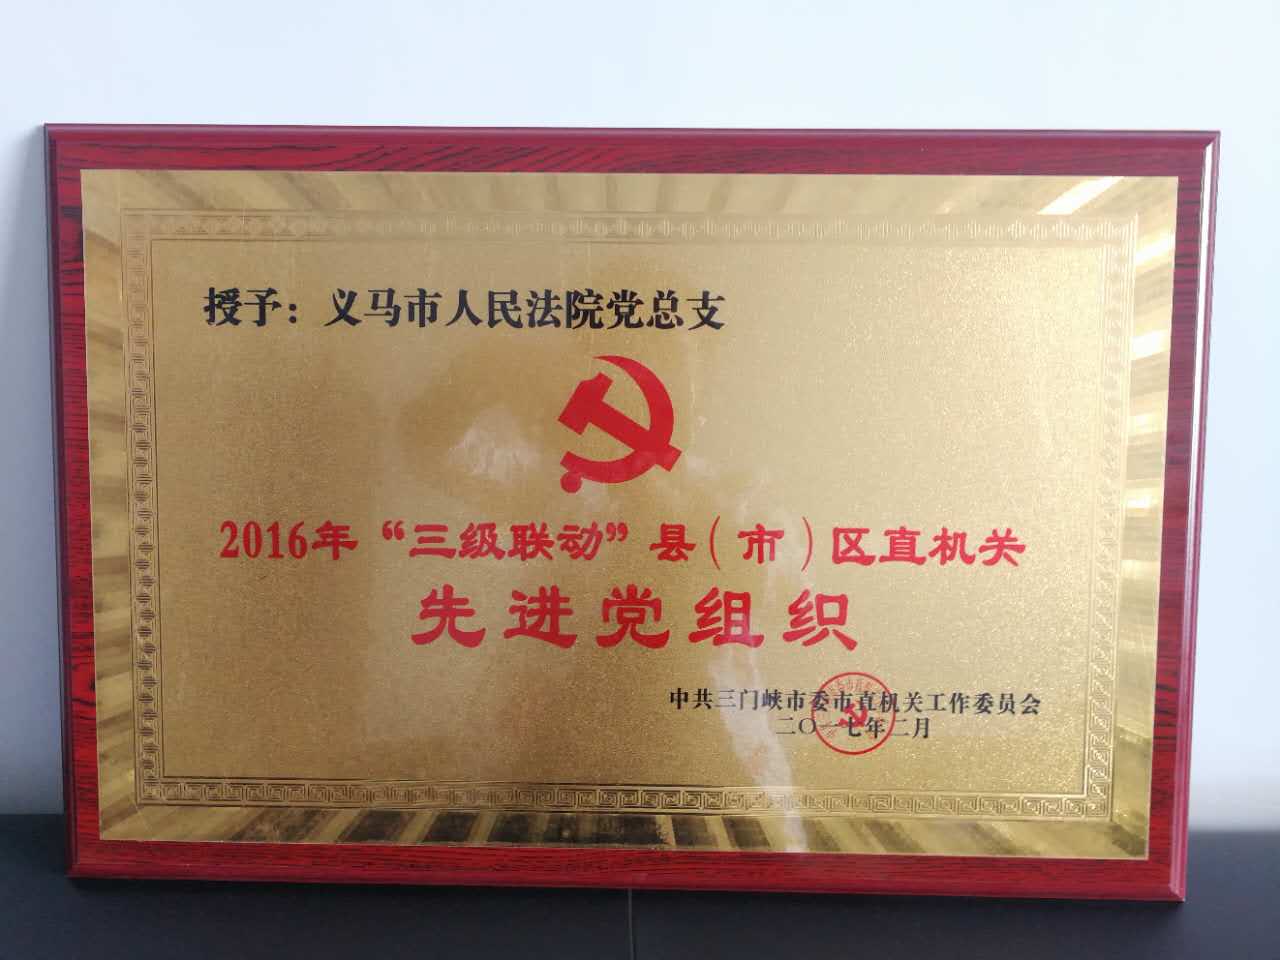 授予：义马市人民法院党总支
2016年“三级联动”县（市）区直机关
先进党组织
中共三门峡市委市直机关工作委员会
二〇一七年二月